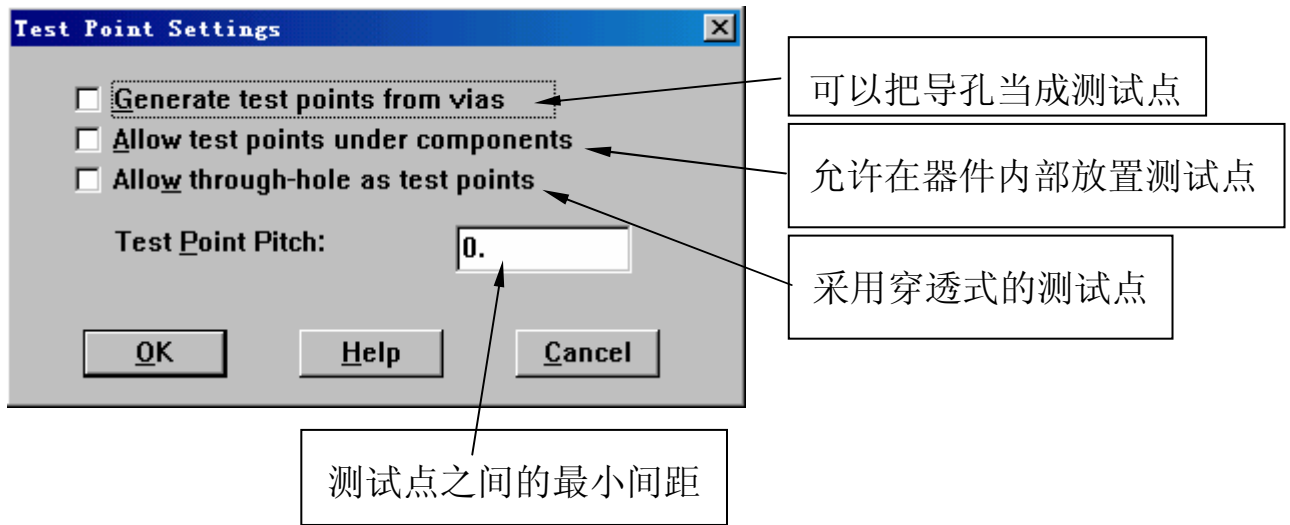 Test Point Settings
可以把导孔当成测试点
Generate test points from vias
Allow test points under components
允许在器件内部放置测试点
Allow through-hole as test points
Test Point Pitch:
0.
采用穿透式的测试点
OK
Help
Cancel
测试点之间的最小间距